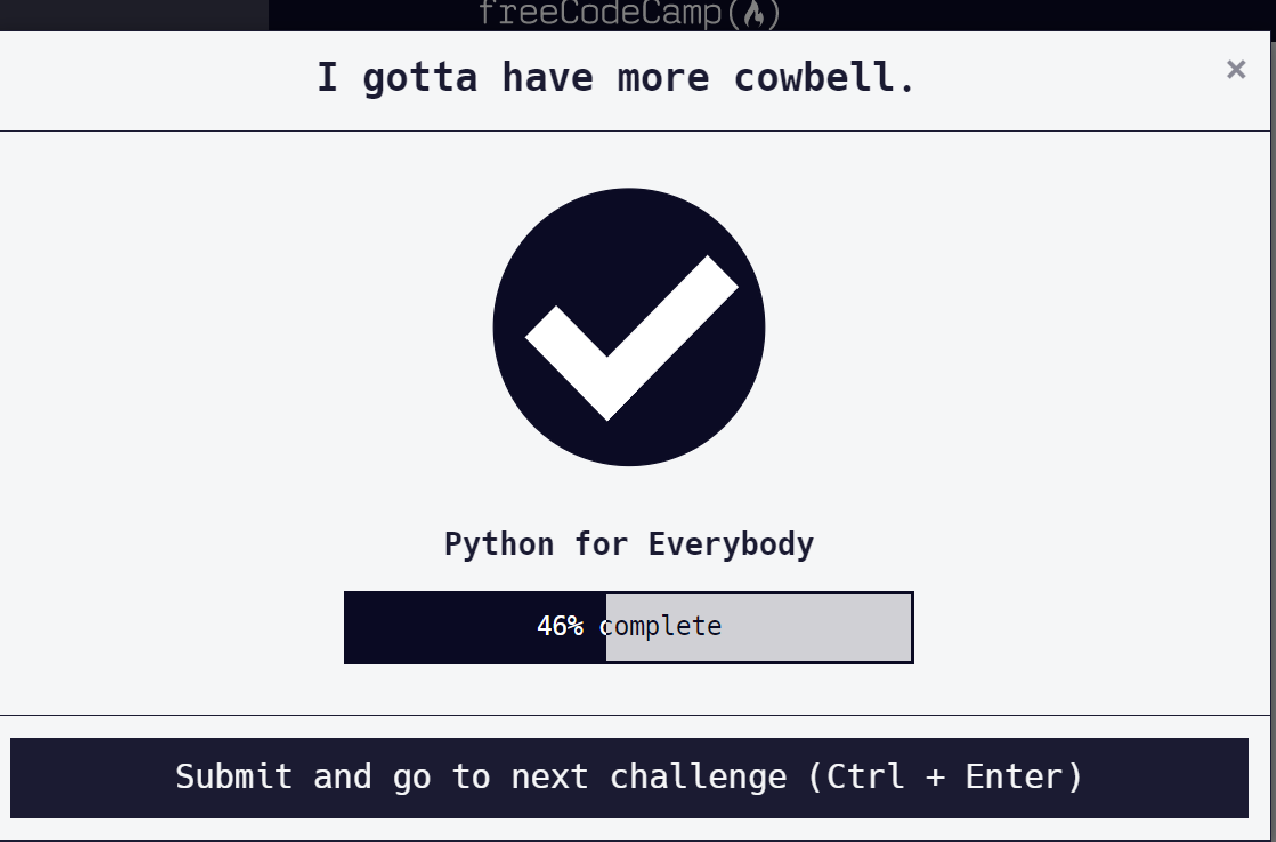 freeCodeCamp
I gotta have more cowbell.
×
Python for Everybody
46% complete
Submit and go to next challenge (Ctrl + Enter)